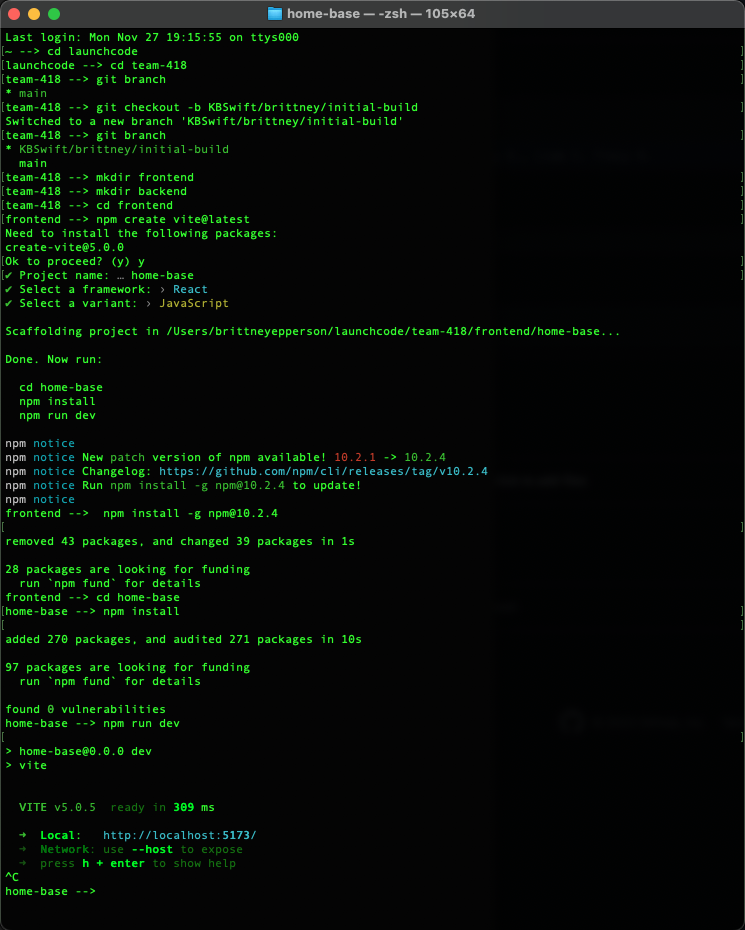 home-base — -zsh — 105×64
Last login: Mon Nov 27 19:15:55 on ttys000
[~ --> cd launchcode ]
[launchcode --> cd team-418 ]
[team-418 --> git branch ]
* main
[team-418 --> git checkout -b KBSwift/brittney/initial-build ]
Switched to a new branch 'KBSwift/brittney/initial-build'
[team-418 --> git branch ]
* KBSwift/brittney/initial-build
  main
[team-418 --> mkdir frontend ]
[team-418 --> mkdir backend ]
[team-418 --> cd frontend ]
[frontend --> npm create vite@latest ]
Need to install the following packages:
create-vite@5.0.0
[Ok to proceed? (y) y ]
[✔ Project name: … home-base ]
✔ Select a framework: › React
✔ Select a variant: › JavaScript
Scaffolding project in /Users/brittneyepperson/launchcode/team-418/frontend/home-base...
Done. Now run:
  cd home-base
  npm install
  npm run dev
npm notice
npm notice New patch version of npm available! 10.2.1 -> 10.2.4
npm notice Changelog: https://github.com/npm/cli/releases/tag/v10.2.4
npm notice Run npm install -g npm@10.2.4 to update!
npm notice
frontend -->  npm install -g npm@10.2.4
[ ]
removed 43 packages, and changed 39 packages in 1s
28 packages are looking for funding
  run `npm fund` for details
frontend --> cd home-base
[home-base --> npm install ]
[ ]
added 270 packages, and audited 271 packages in 10s
97 packages are looking for funding
  run `npm fund` for details
found 0 vulnerabilities
home-base --> npm run dev
[ ]
> home-base@0.0.0 dev
> vite
  VITE v5.0.5  ready in 309 ms
  ➜  Local:   http://localhost:5173/
  ➜  Network: use --host to expose
  ➜  press h + enter to show help
^C
home-base -->